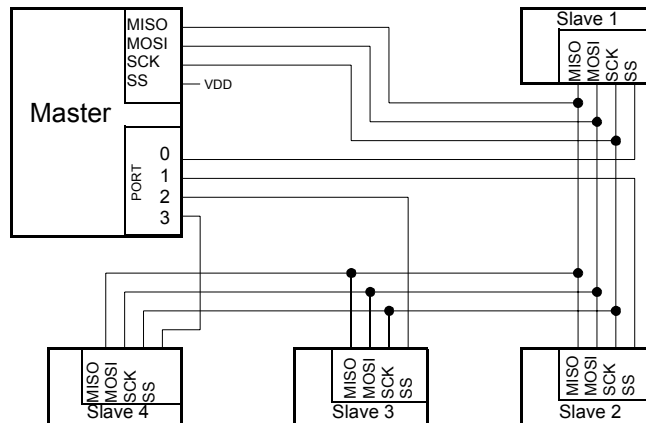 MISO
MOSI
SCK
SS
VDD
Master
PORT
0
1
2
3
Slave 1
MISO
MOSI
SCK
SS
MISO
MOSI
SCK
SS
Slave 4
MISO
MOSI
SCK
SS
Slave 3
MISO
MOSI
SCK
SS
Slave 2